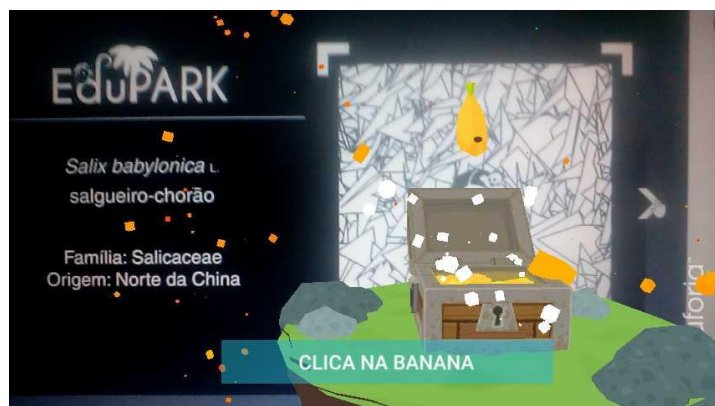 EduPARK
Salix babylonica L.
salgueiro-chorão
Família: Salicaceae
Origem: Norte da China
CLICA NA BANANA